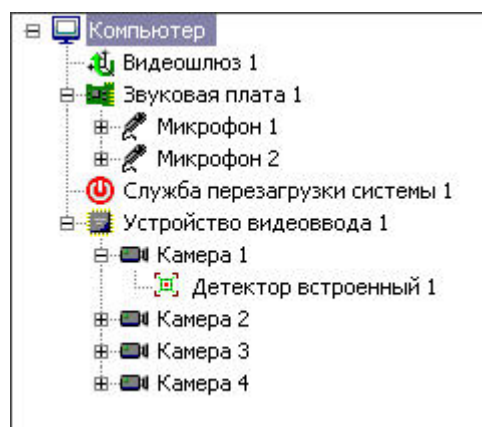 Компьютер
Видеошлюз 1
Звуковая плата 1
Микрофон 1
Микрофон 2
Служба перезагрузки системы 1
Устройство видеоввода 1
Камера 1
Детектор встроенный 1
Камера 2
Камера 3
Камера 4